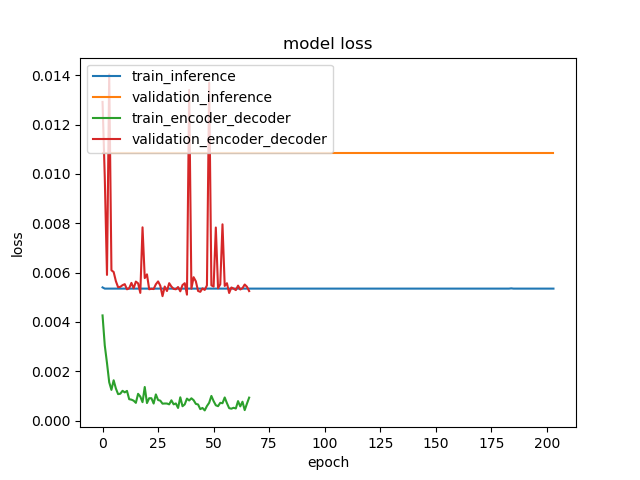 model loss
train_inference
validation_inference
train_encoder_decoder
validation_encoder_decoder
0.014
0.012
0.010
0.008
0.006
0.004
0.002
0.000
loss
0 25 50 75 100 125 150 175 200
epoch